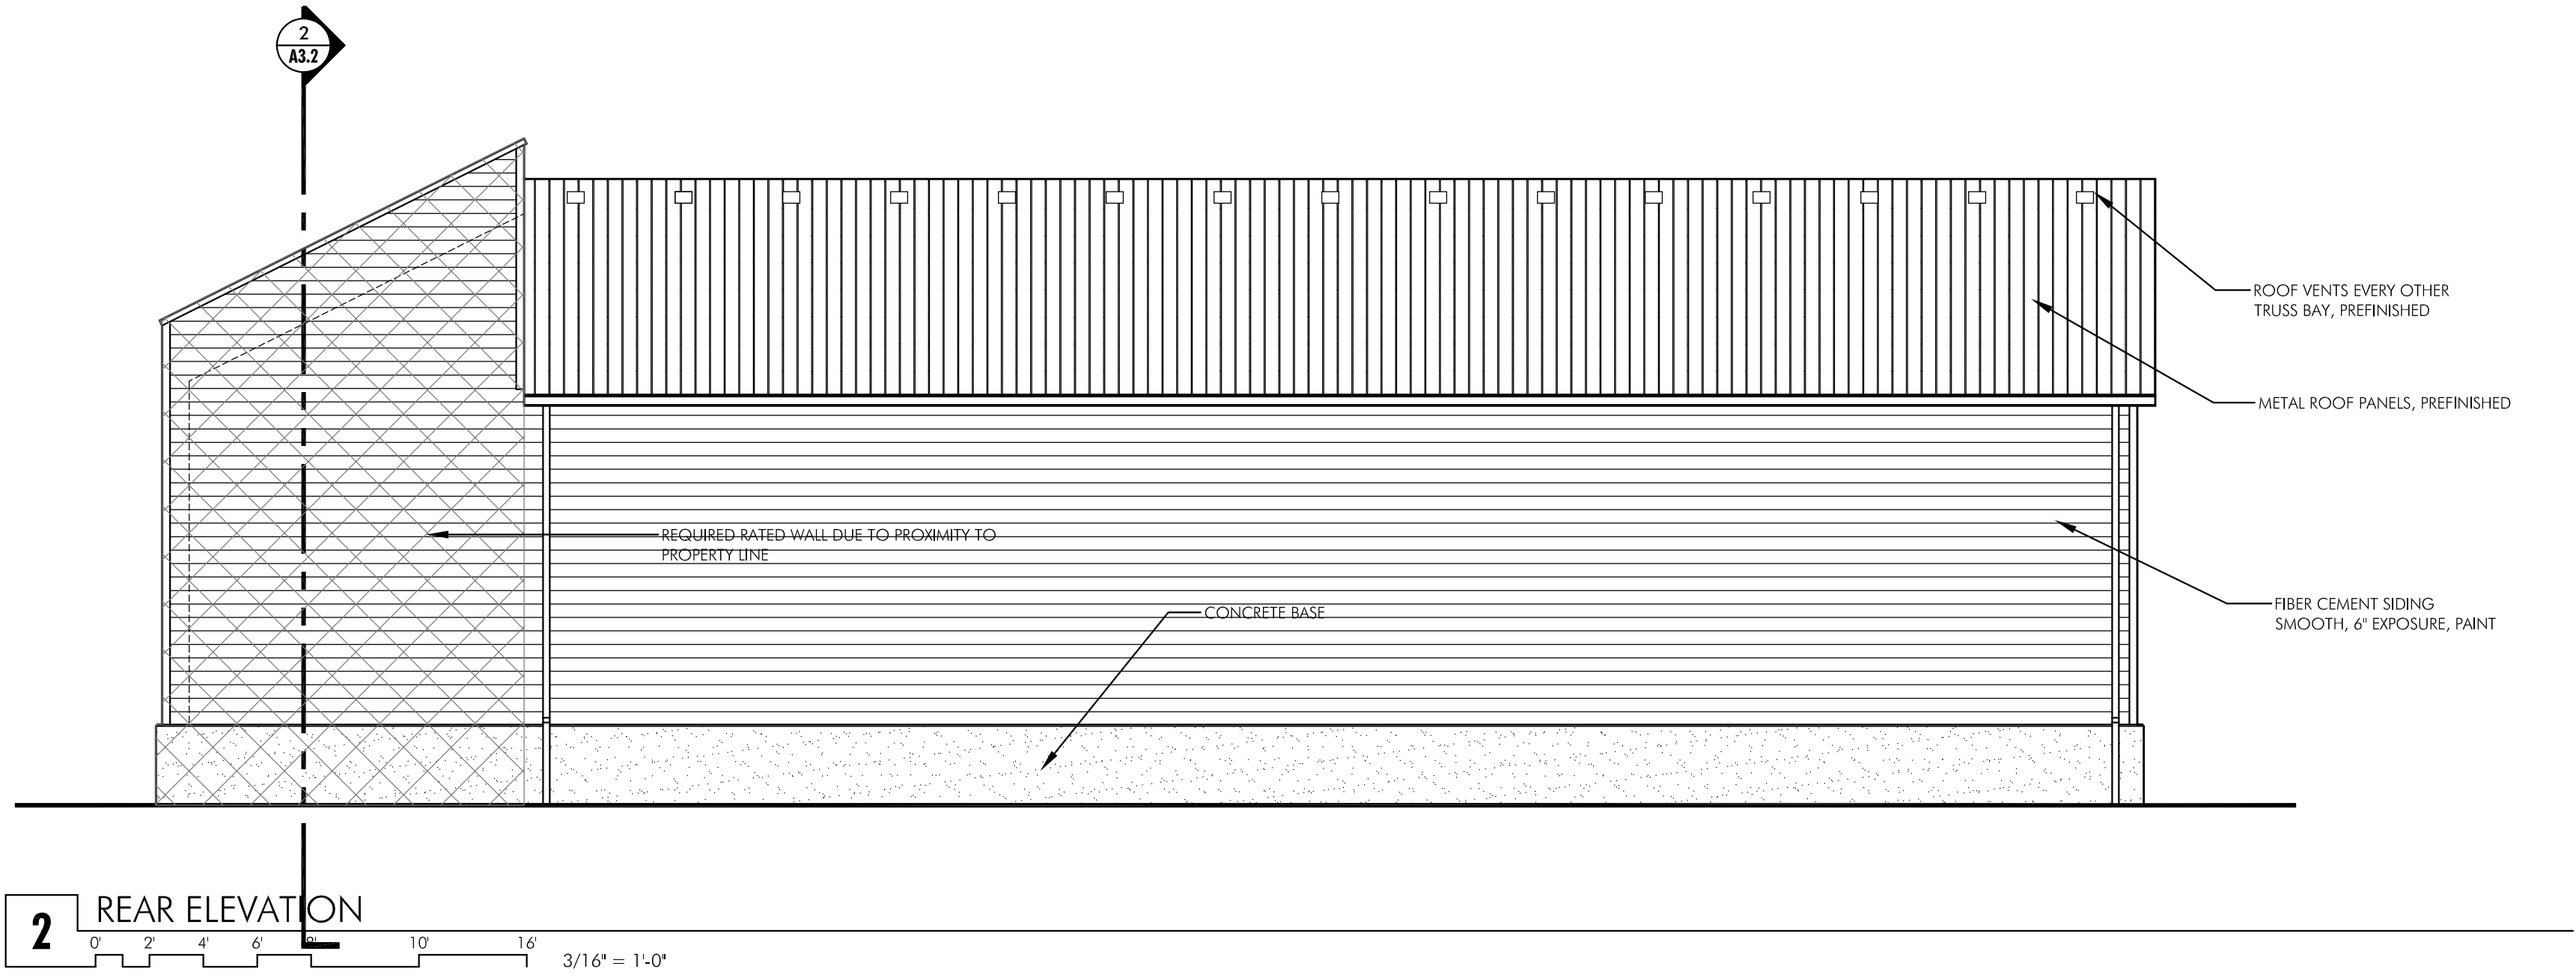 2
A3.2
ROOF VENTS EVERY OTHER
TRUSS BAY, PREFINISHED
METAL ROOF PANELS, PREFINISHED
REQUIRED RATED WALL DUE TO PROXIMITY TO
PROPERTY LINE
CONCRETE BASE
FIBER CEMENT SIDING
SMOOTH, 6" EXPOSURE, PAINT
2
REAR ELEVATION
0' 2' 4' 6' 8' 10' 16'
3/16" = 1'-0"